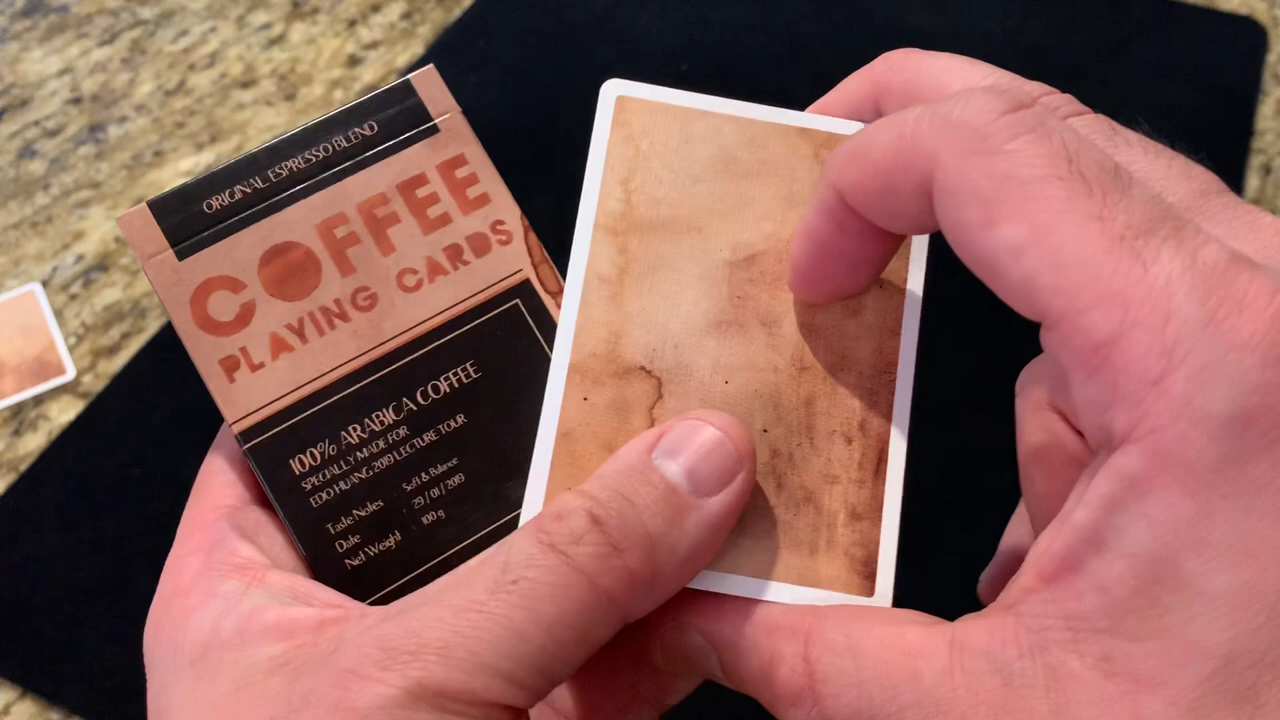 ORIGINAL ESPRESSO BLEND
COFFEE
PLAYING CARDS
100% ARABICA COFFEE
SPECIALLY MADE FOR
EDO HUANG 2019 LECTURE TOUR
Taste Notes : Soft & Balance
Date : 29/01/2019
Net Weight : 100 g